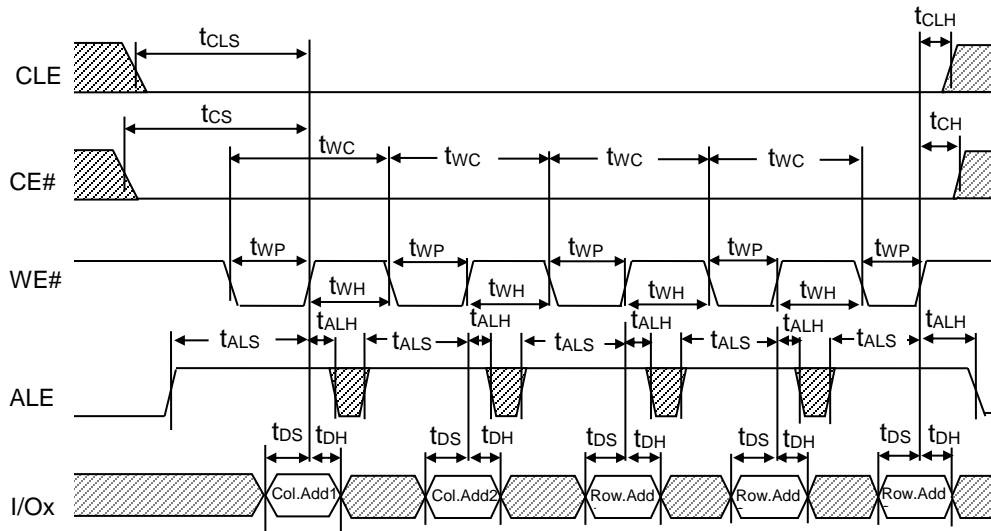 tCLS
tCLH
CLE
tCS
tCH
tWC
tWC
tWC
tWC
CE#
tWP
tWP
tWP
tWP
tWP
WE#
tWH
tWH
tWH
tWH
tALS
tALH
tALS
tALH
tALS
tALH
tALS
tALH
tALS
tALH
ALE
tDS
tDH
tDS
tDH
tDS
tDH
tDS
tDH
tDS
tDH
I/Ox
Col.Add1
Col.Add2
Row.Add
Row.Add
Row.Add